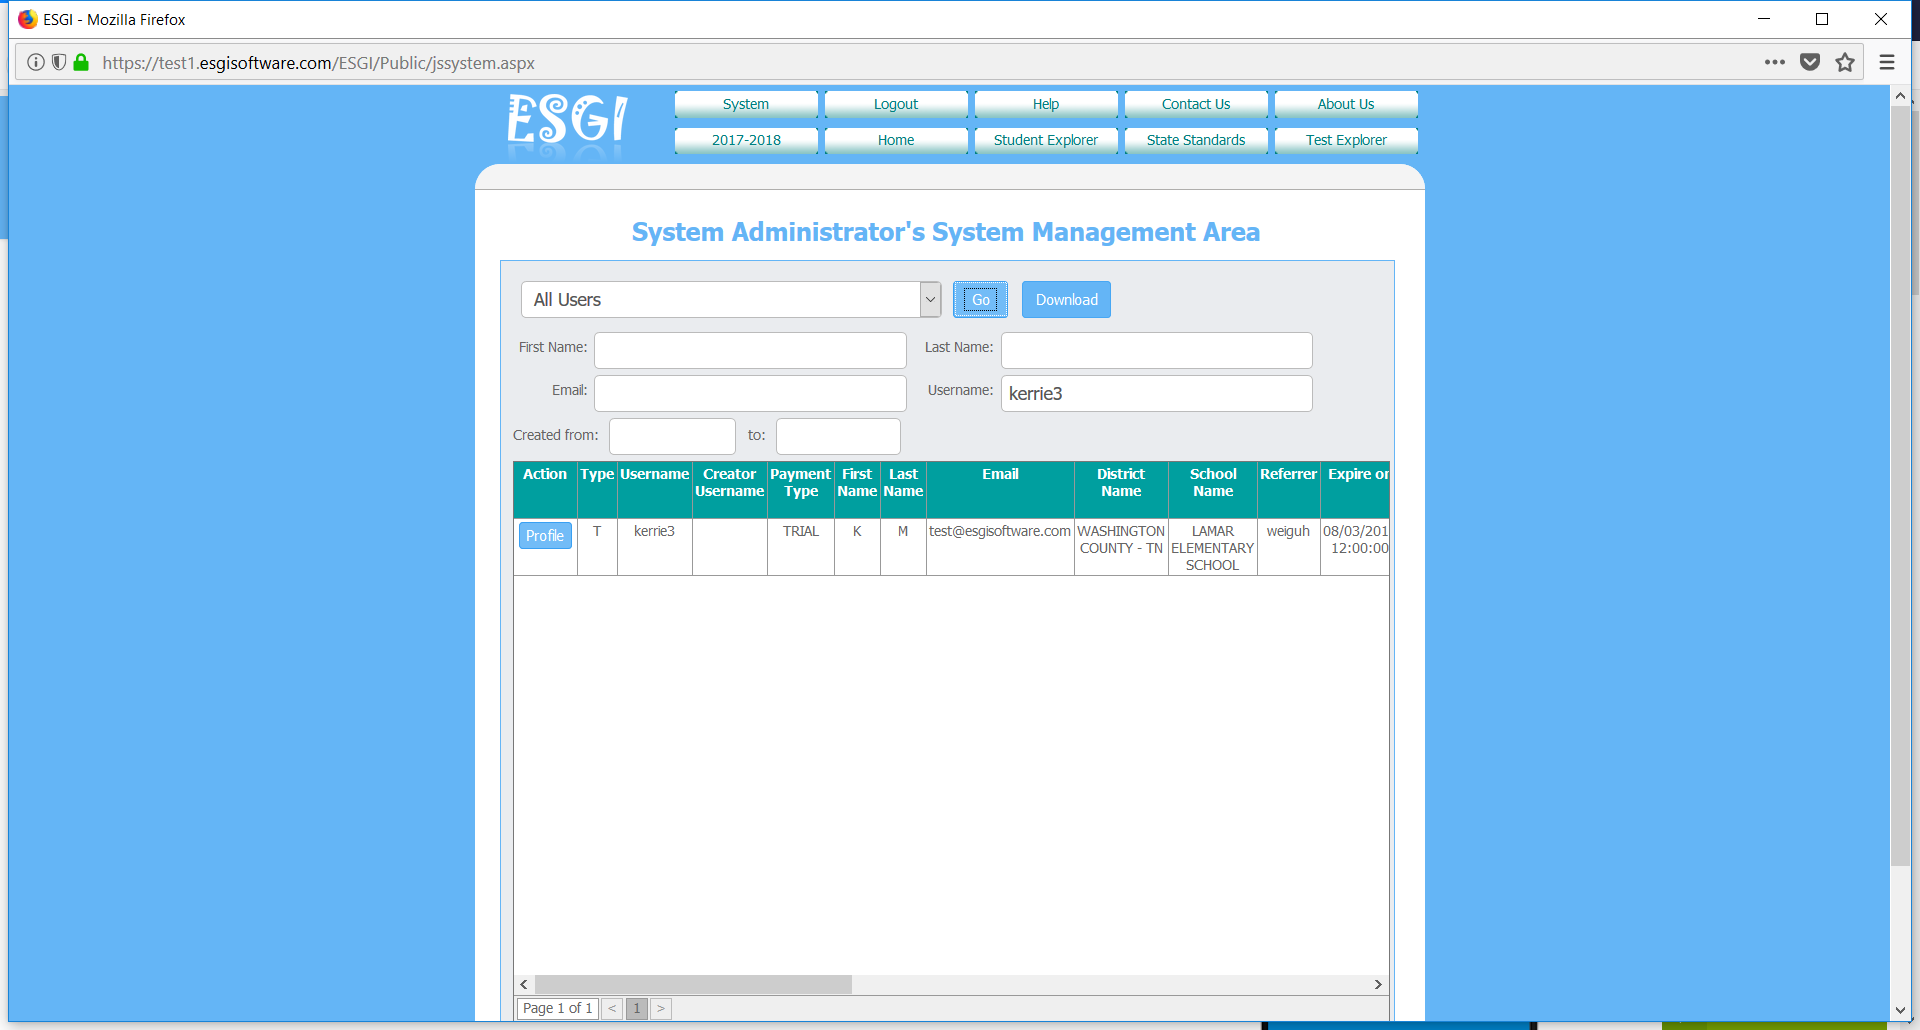 ESGI - Mozilla Firefox
https://test1.esgisoftware.com/ESGI/Public/jssystem.aspx
ESGI
System Logout Help Contact Us About Us
2017-2018 Home Student Explorer State Standards Test Explorer
System Administrator's System Management Area
All Users Go Download
First Name: Last Name:
Email: Username: kerrie3
Created from: to:
Action Type Username Creator Username Payment Type First Name Last Name Email District Name School Name Referrer Expire on
Profile T kerrie3 TRIAL K M test@esgisoftware.com WASHINGTON COUNTY - TN LAMAR ELEMENTARY SCHOOL weiguh 08/03/201 12:00:00
Page 1 of 1 < 1 >